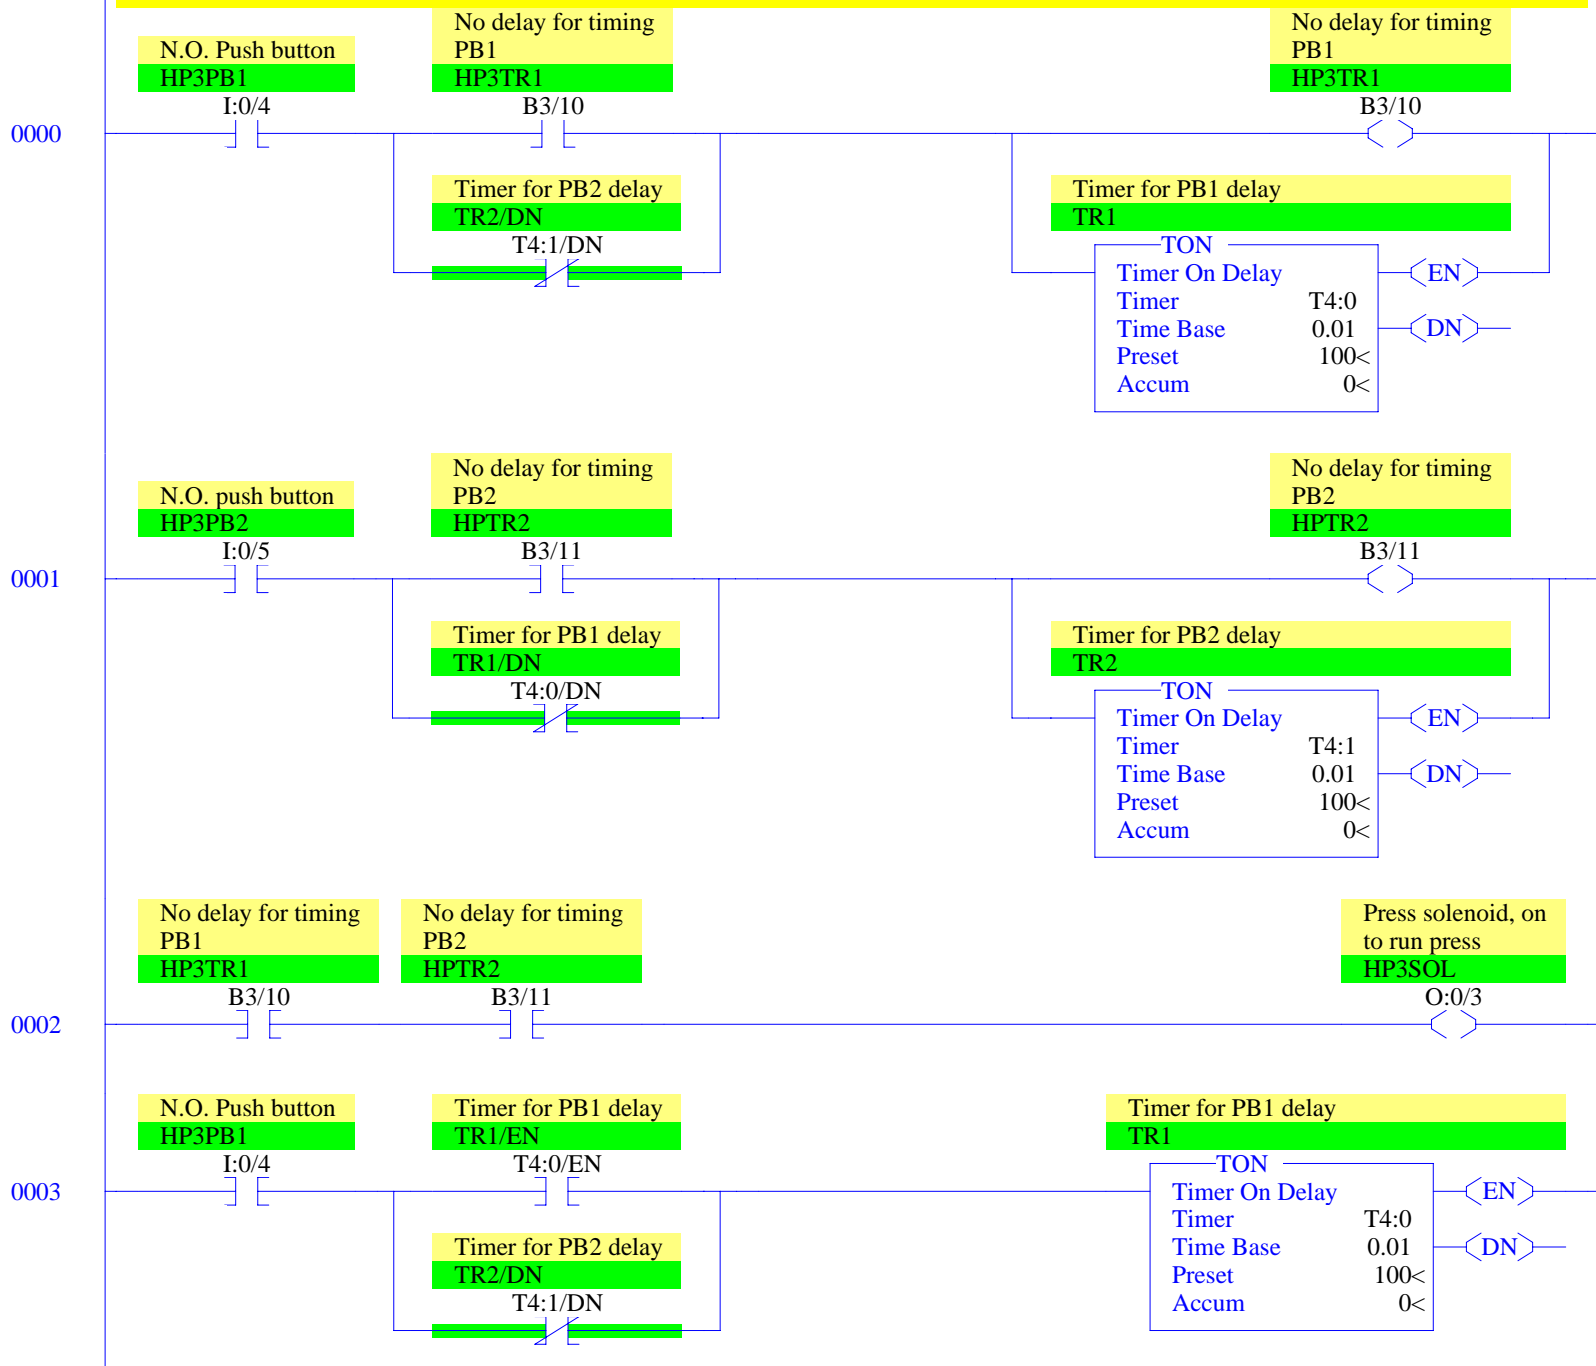 No delay for timing
PB1
HP3TR1
B3/10
No delay for timing
PB1
HP3TR1
B3/10
N.O. Push button
HP3PB1
I:0/4
0000
Timer for PB2 delay
TR2/DN
T4:1/DN
Timer for PB1 delay
TR1
TON
Timer On Delay
EN
Timer T4:0
Time Base 0.01
DN
Preset 100<
Accum 0<
N.O. push button
HP3PB2
I:0/5
No delay for timing
PB2
HPTR2
B3/11
No delay for timing
PB2
HPTR2
B3/11
0001
Timer for PB1 delay
TR1/DN
T4:0/DN
Timer for PB2 delay
TR2
TON
Timer On Delay
EN
Timer T4:1
Time Base 0.01
DN
Preset 100<
Accum 0<
No delay for timing
PB1
HP3TR1
B3/10
No delay for timing
PB2
HPTR2
B3/11
Press solenoid, on
to run press
HP3SOL
O:0/3
0002
N.O. Push button
HP3PB1
I:0/4
Timer for PB1 delay
TR1/EN
T4:0/EN
Timer for PB1 delay
TR1
0003
TON
Timer On Delay
EN
Timer T4:0
Time Base 0.01
DN
Preset 100<
Accum 0<
Timer for PB2 delay
TR2/DN
T4:1/DN